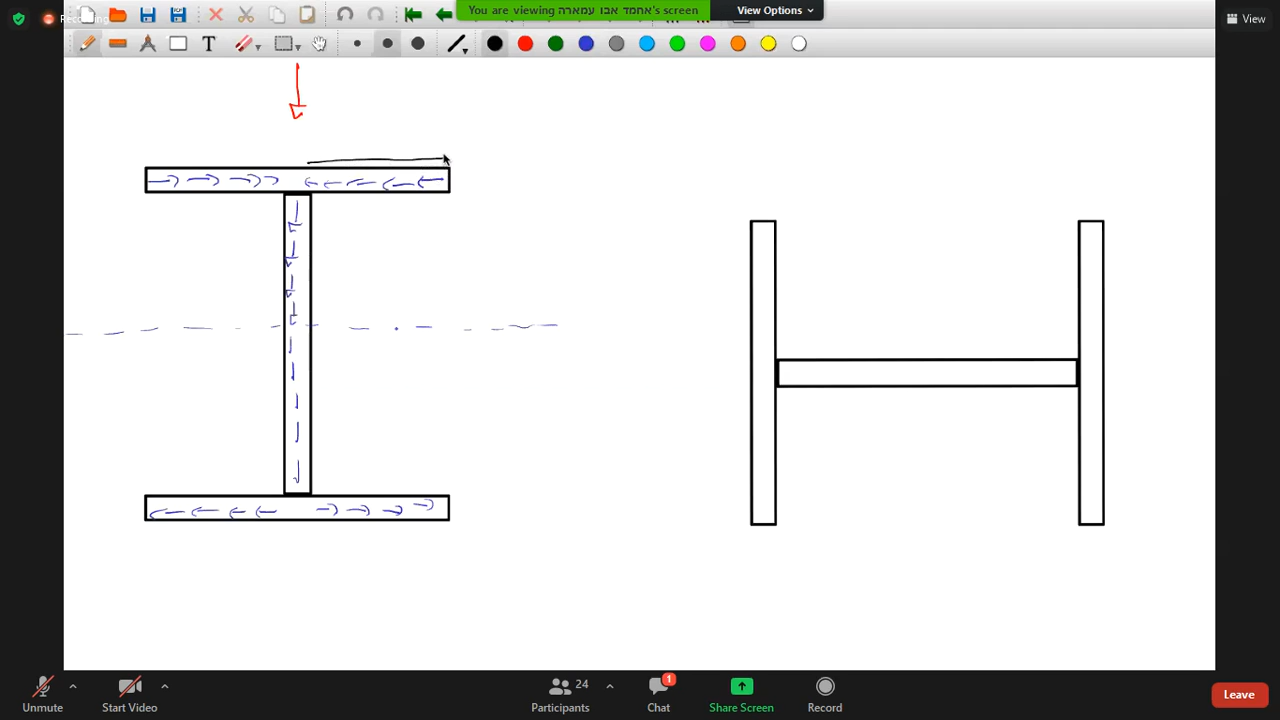 Recording
You are viewing אחמד אבו עמארה's screen
View Options
View
T
Unmute
Start Video
24
Participants
1
Chat
Share Screen
Record
Leave